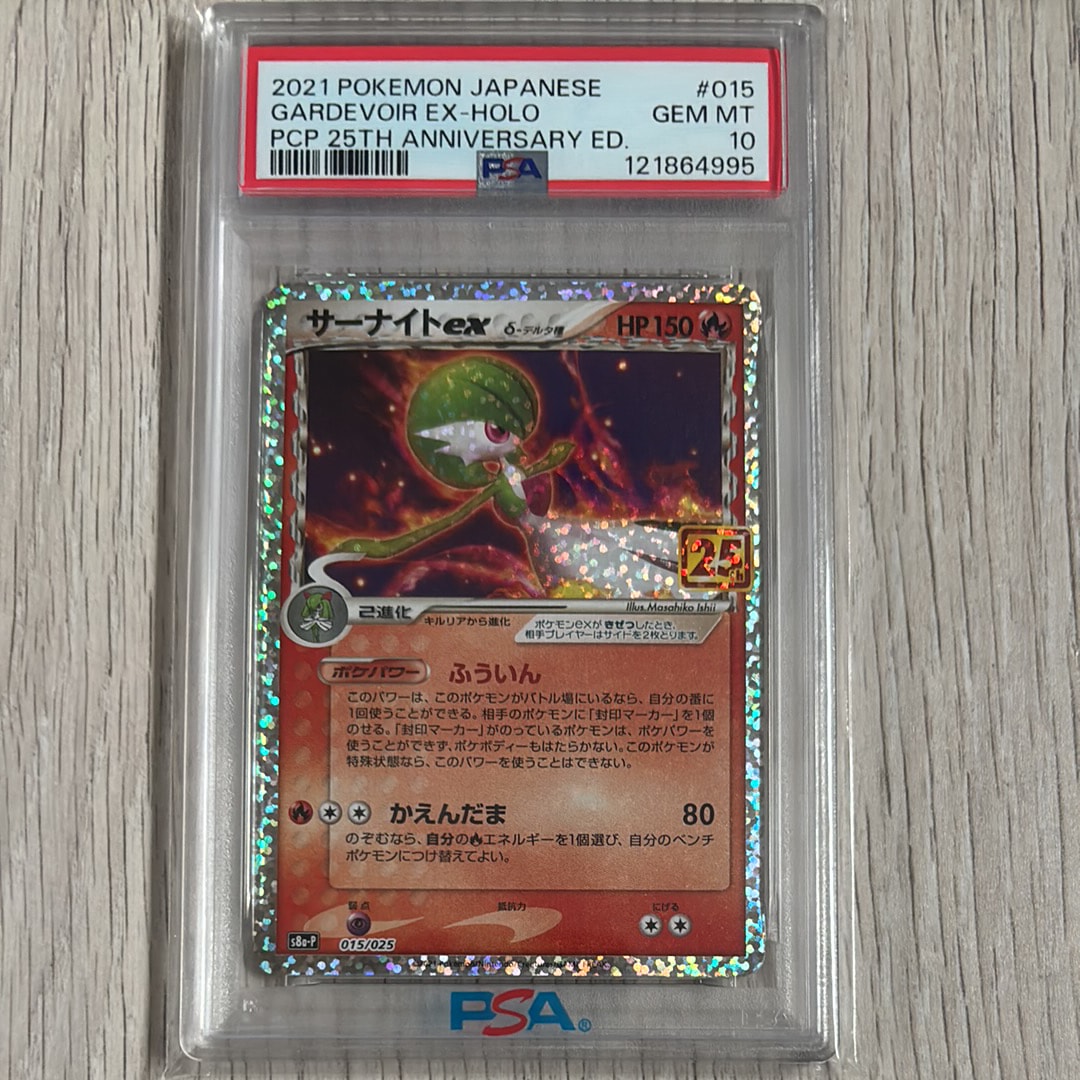 2021 POKEMON JAPANESE #015
GARDEVOIR EX-HOLO GEM MT
PCP 25TH ANNIVERSARY ED. 10
PSA 121864995
サーナイトex δ-デルタ種 HP150
25th
2進化 キルリアから進化
Illus. Masahiko Ishii
ポケモンexが きぜつしたとき、
相手プレイヤーはサイドを2枚とります。
ポケパワー ふういん
このパワーは、このポケモンがバトル場にいるなら、自分の番に
1回使うことができる。相手のポケモンに「封印マーカー」を1個
のせる。「封印マーカー」がのっているポケモンは、ポケパワーを
使うことができず、ポケボディーもはたらかない。このポケモンが
特殊状態なら、このパワーを使うことはできない。
かえんだま 80
のぞむなら、自分のエネルギーを1個選び、自分のベンチ
ポケモンにつけ替えてよい。
弱点 抵抗力 にげる
s8a-P 015/025
PSA